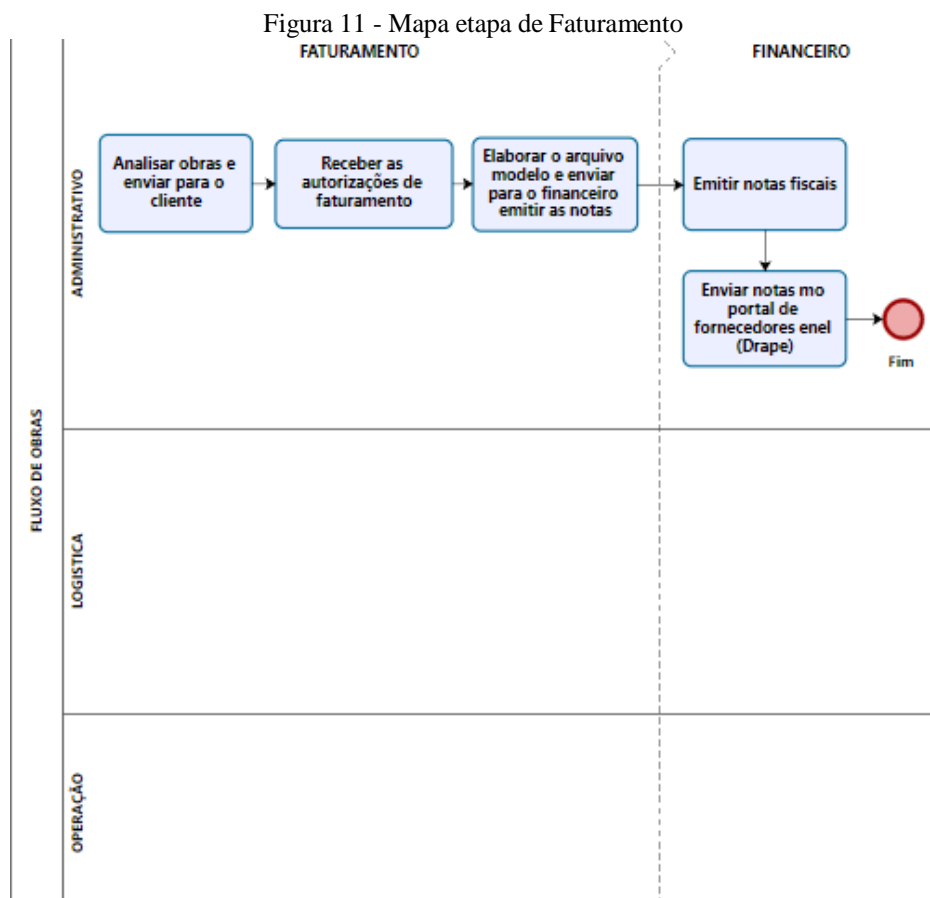 Figura 11 - Mapa etapa de Faturamento
FATURAMENTO
FINANCEIRO
FLUXO DE OBRAS
ADMINISTRATIVO
Analisar obras e
enviar para o
cliente
Receber as
autorizações de
faturamento
Elaborar o arquivo
modelo e enviar
para o financeiro
emitir as notas
Emitir notas fiscais
Enviar notas mo
portal de
fornecedores enel
(Drape)
Fim
LOGISTICA
OPERAÇÃO